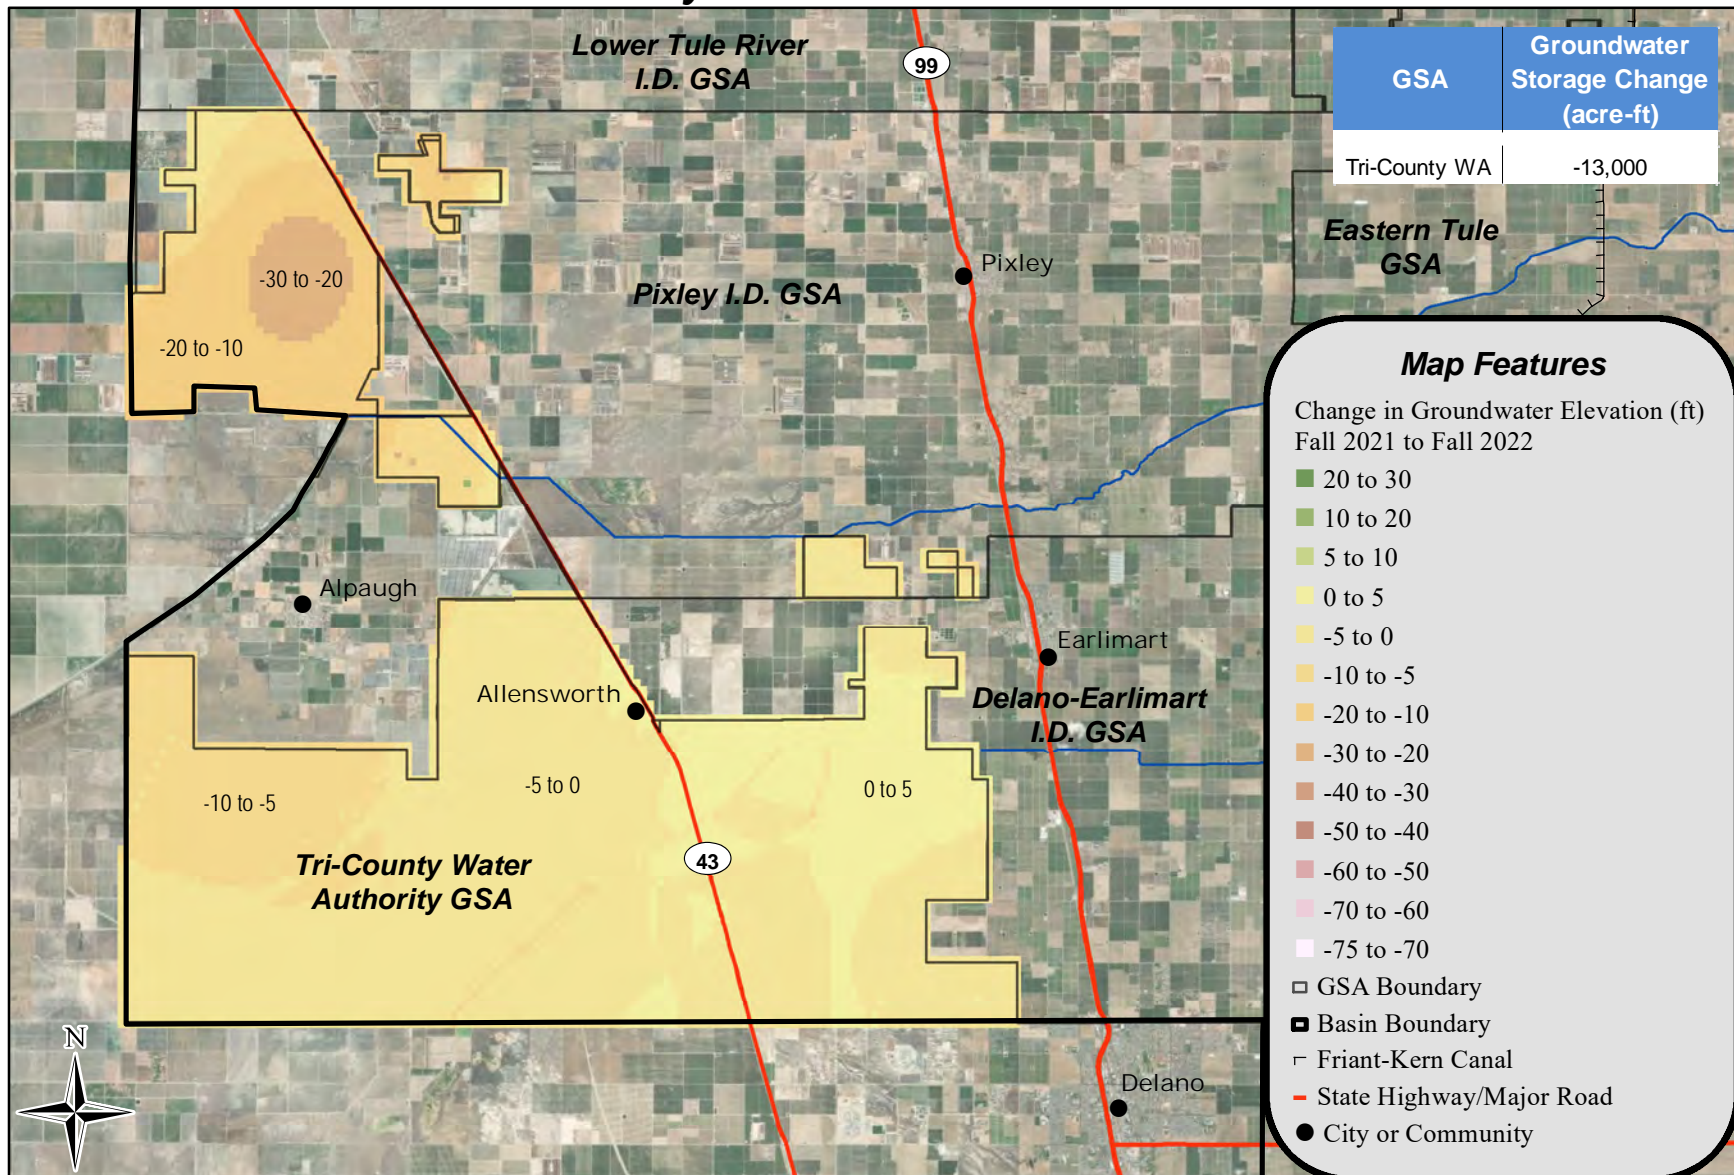 Lower Tule River
I.D. GSA
99
GSA
Groundwater
Storage Change
(acre-ft)
Tri-County WA
-13,000
Eastern Tule
GSA
Pixley
Pixley I.D. GSA
-30 to -20
-20 to -10
Alpaugh
Allensworth
Earlimart
Delano-Earlimart
I.D. GSA
-10 to -5
-5 to 0
0 to 5
Tri-County Water
Authority GSA
43
Delano
N
Map Features
Change in Groundwater Elevation (ft)
Fall 2021 to Fall 2022
20 to 30
10 to 20
5 to 10
0 to 5
-5 to 0
-10 to -5
-20 to -10
-30 to -20
-40 to -30
-50 to -40
-60 to -50
-70 to -60
-75 to -70
GSA Boundary
Basin Boundary
Friant-Kern Canal
State Highway/Major Road
City or Community